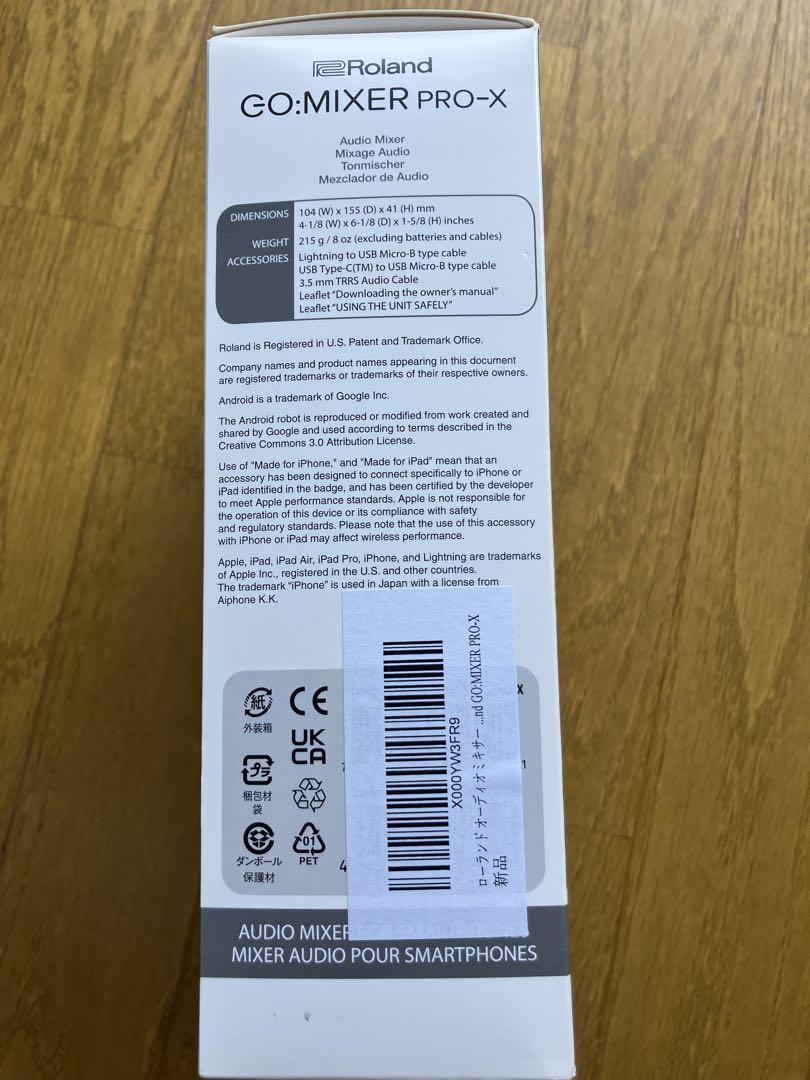 Roland
GO:MIXER PRO-X
Audio Mixer
Mixage Audio
Tonmischer
Mezclador de Audio
DIMENSIONS 104 (W) x 155 (D) x 41 (H) mm
4-1/8 (W) x 6-1/8 (D) x 1-5/8 (H) inches
WEIGHT 215 g / 8 oz (excluding batteries and cables)
ACCESSORIES Lightning to USB Micro-B type cable
USB Type-C(TM) to USB Micro-B type cable
3.5 mm TRRS Audio Cable
Leaflet “Downloading the owner's manual”
Leaflet “USING THE UNIT SAFELY”
Roland is Registered in U.S. Patent and Trademark Office.
Company names and product names appearing in this document
are registered trademarks or trademarks of their respective owners.
Android is a trademark of Google Inc.
The Android robot is reproduced or modified from work created and
shared by Google and used according to terms described in the
Creative Commons 3.0 Attribution License.
Use of "Made for iPhone," and "Made for iPad" mean that an
accessory has been designed to connect specifically to iPhone or
iPad identified in the badge, and has been certified by the developer
to meet Apple performance standards. Apple is not responsible for
the operation of this device or its compliance with safety
and regulatory standards. Please note that the use of this accessory
with iPhone or iPad may affect wireless performance.
Apple, iPad, iPad Air, iPad Pro, iPhone, and Lightning are trademarks
of Apple Inc., registered in the U.S. and other countries.
The trademark “iPhone” is used in Japan with a license from
Aiphone K.K.
紙
外装箱
CE
UK
CA
プラ
梱包材
袋
ダンボール
保護材
01
PET
X
1
4
X000YW3FR9
ローランド オーディオミキサー ...nd GO:MIXER PRO-X
新品
AUDIO MIXER
MIXER AUDIO POUR SMARTPHONES